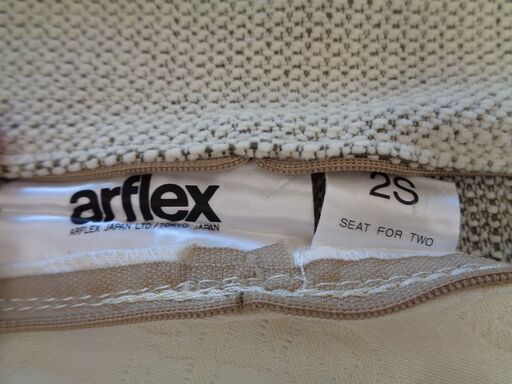 arflex
ARFLEX JAPAN LTD./TOKYO JAPAN
2S
SEAT FOR TWO